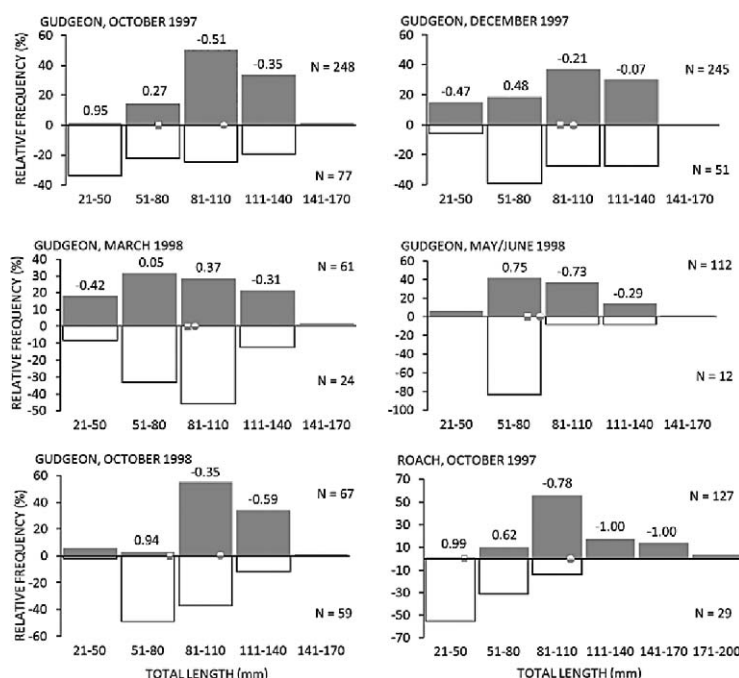 GUDGEON, OCTOBER 1997
RELATIVE FREQUENCY (%)
60
40
20
0
-20
-40
0.95
0.27
-0.51
-0.35
N = 248
N = 77
21-50 51-80 81-110 111-140 141-170
GUDGEON, DECEMBER 1997
60
40
20
0
-20
-40
-0.47
0.48
-0.21
-0.07
N = 245
N = 51
21-50 51-80 81-110 111-140 141-170
GUDGEON, MARCH 1998
RELATIVE FREQUENCY (%)
40
30
20
10
0
-10
-20
-30
-40
-50
-0.42
0.05
0.37
-0.31
N = 61
N = 24
21-50 51-80 81-110 111-140 141-170
GUDGEON, MAY/JUNE 1998
60
40
20
0
-20
-40
-60
-80
-100
0.75
-0.73
-0.29
N = 112
N = 12
21-50 51-80 81-110 111-140 141-170
GUDGEON, OCTOBER 1998
RELATIVE FREQUENCY (%)
60
40
20
0
-20
-40
-60
0.94
-0.35
-0.59
N = 67
N = 59
21-50 51-80 81-110 111-140 141-170
TOTAL LENGTH (mm)
ROACH, OCTOBER 1997
70
50
30
10
-10
-30
-50
-70
0.99
0.62
-0.78
-1.00
-1.00
N = 127
N = 29
21-50 51-80 81-110 111-140 141-170 171-200
TOTAL LENGTH (mm)